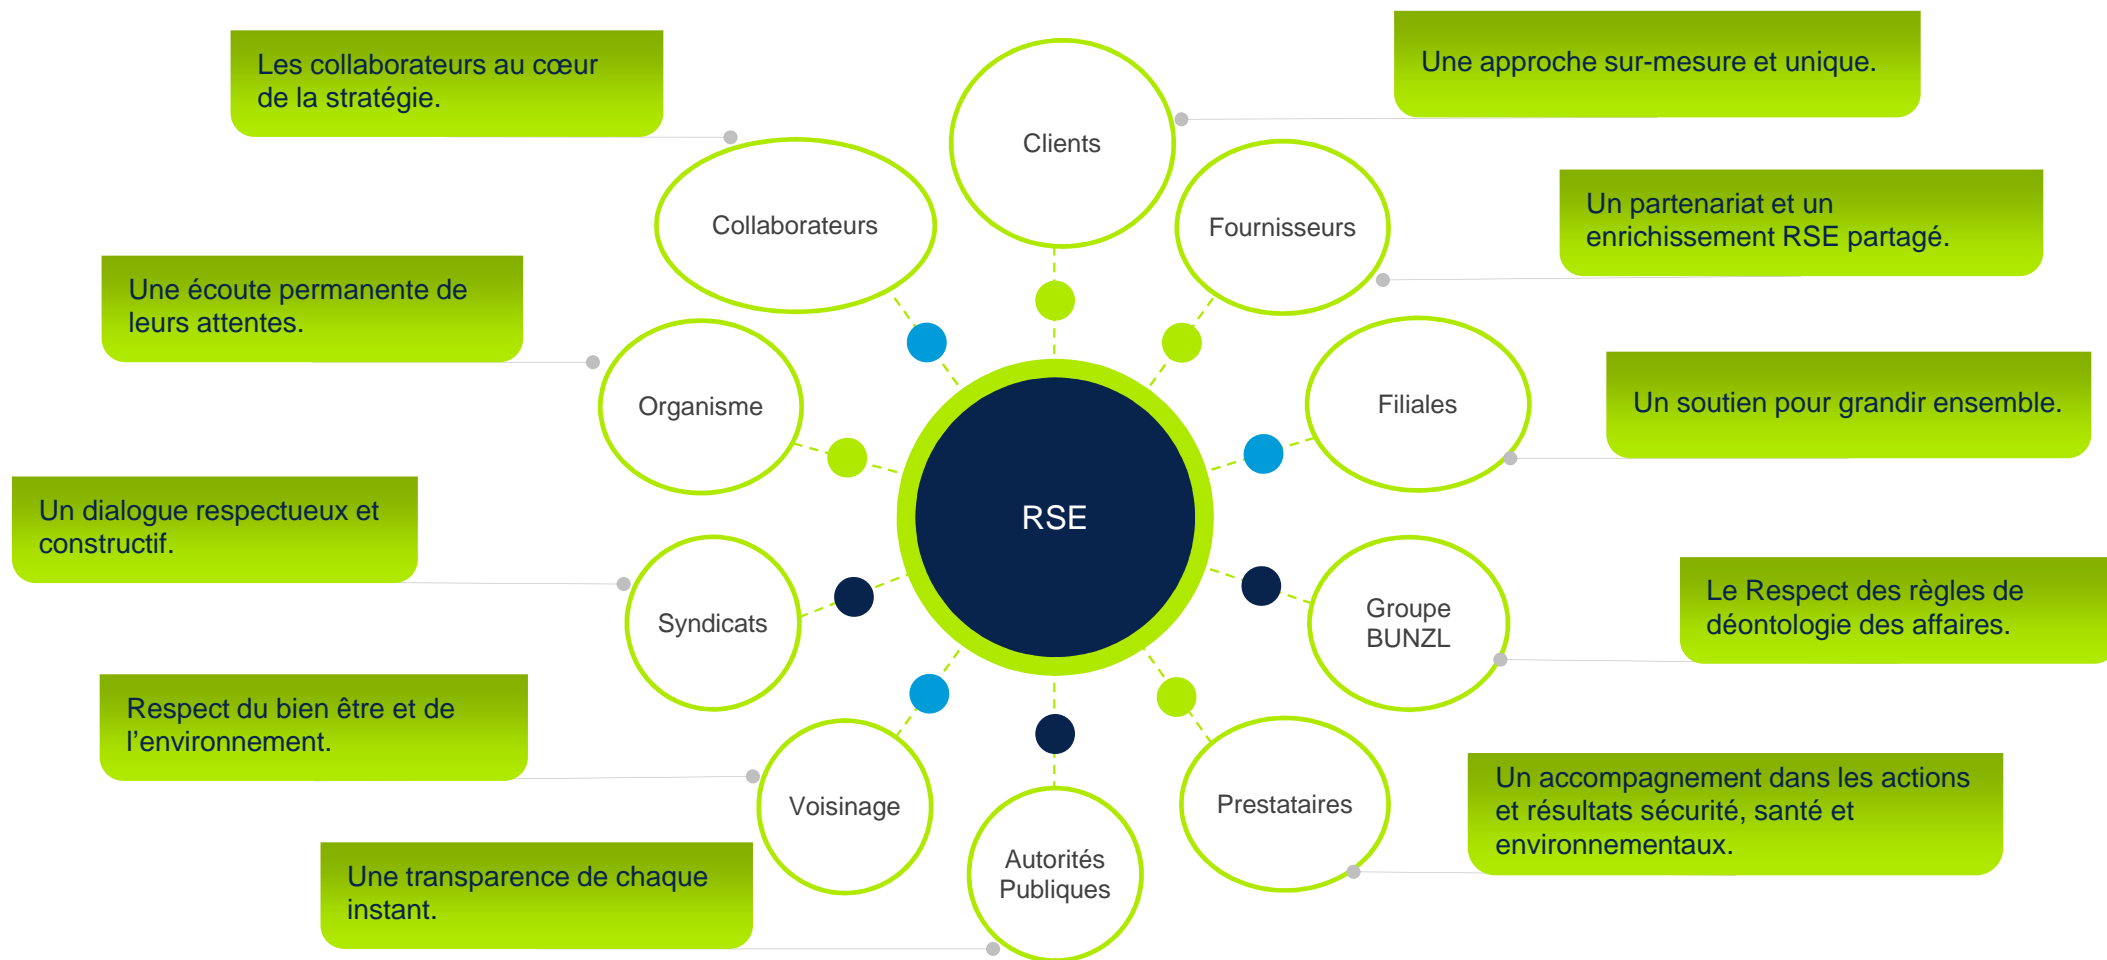 Les collaborateurs au cœur
de la stratégie.
Clients
Une approche sur-mesure et unique.
Collaborateurs
Fournisseurs
Un partenariat et un
enrichissement RSE partagé.
Une écoute permanente de
leurs attentes.
Organisme
Filiales
Un soutien pour grandir ensemble.
Un dialogue respectueux et
constructif.
RSE
Syndicats
Groupe
BUNZL
Le Respect des règles de
déontologie des affaires.
Respect du bien être et de
l’environnement.
Voisinage
Prestataires
Un accompagnement dans les actions
et résultats sécurité, santé et
environnementaux.
Une transparence de chaque
instant.
Autorités
Publiques